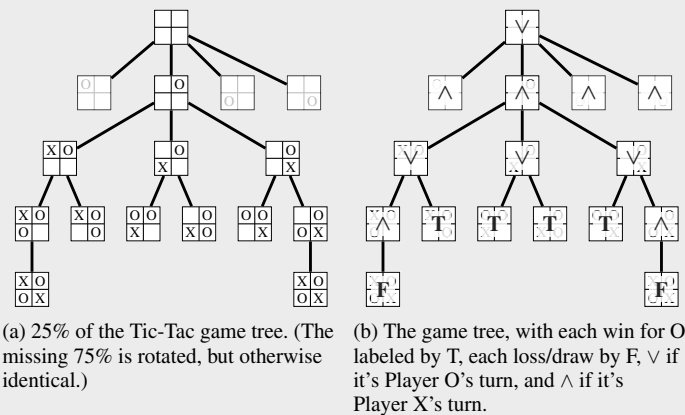 O O
O O
X O O O
X X
X O X O O O O O O O
O O X X O X O X
X O X O
O X O X
(a) 25% of the Tic-Tac game tree. (The
missing 75% is rotated, but otherwise
identical.)
∨
∧ ∧ ∧ ∧
∨ ∨ ∨
∧ T T T T ∧
F F
(b) The game tree, with each win for O
labeled by T, each loss/draw by F, ∨ if
it's Player O's turn, and ∧ if it's
Player X's turn.